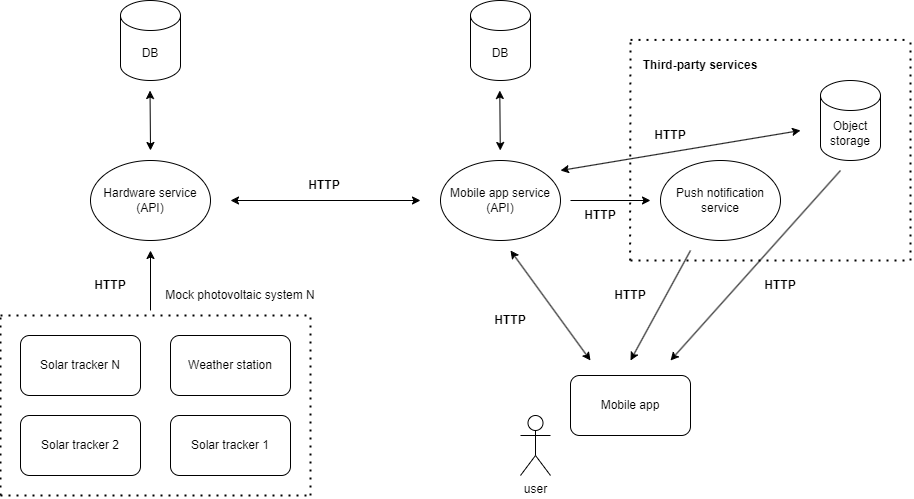 DB
DB
Third-party services
Object
storage
HTTP
Hardware service
(API)
HTTP
Mobile app service
(API)
HTTP
Push notification
service
HTTP
Mock photovoltaic system N
HTTP
HTTP
HTTP
Solar tracker N
Weather station
Solar tracker 2
Solar tracker 1
Mobile app
user